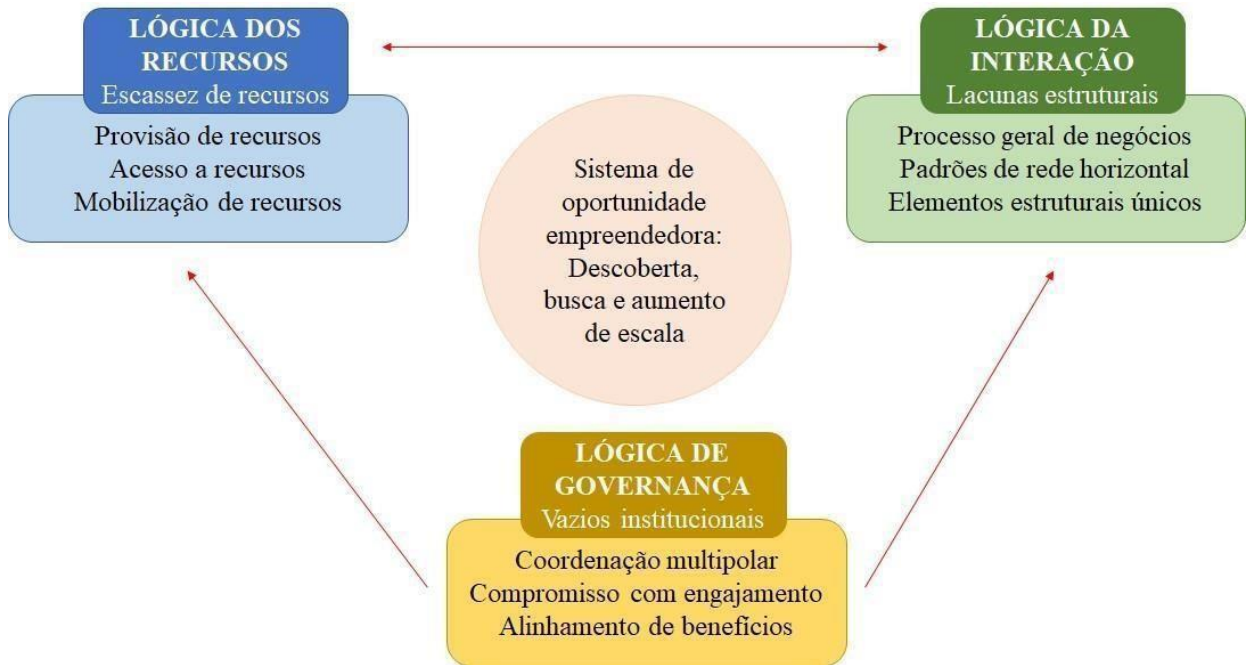 LÓGICA DOS
RECURSOS
Escassez de recursos
Provisão de recursos
Acesso a recursos
Mobilização de recursos
LÓGICA DA
INTERAÇÃO
Lacunas estruturais
Processo geral de negócios
Padrões de rede horizontal
Elementos estruturais únicos
Sistema de
oportunidade
empreendedora:
Descoberta,
busca e aumento
de escala
LÓGICA DE
GOVERNANÇA
Vazios institucionais
Coordenação multipolar
Compromisso com engajamento
Alinhamento de benefícios